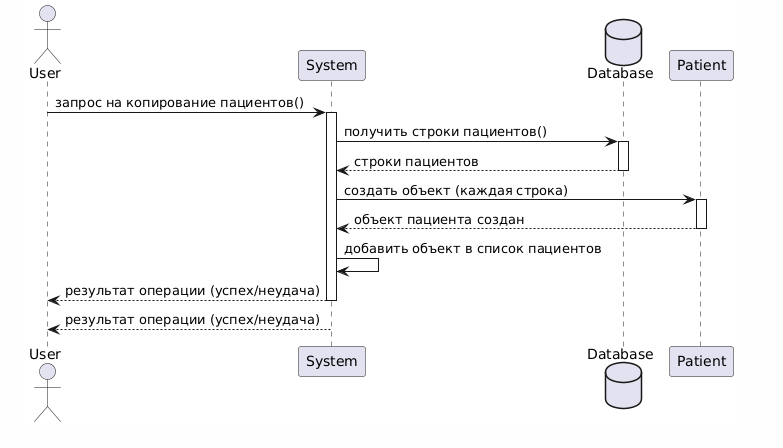 User
System
Database
Patient
запрос на копирование пациентов()
получить строки пациентов()
строки пациентов
создать объект (каждая строка)
объект пациента создан
добавить объект в список пациентов
результат операции (успех/неудача)
результат операции (успех/неудача)
User
System
Database
Patient